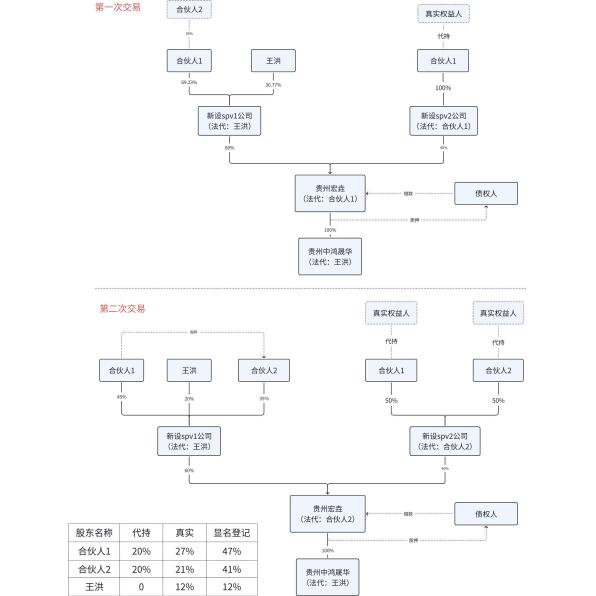 第一次交易
合伙人2
真实权益人
代持
合伙人1
王洪
合伙人1
69.23%
30.77%
100%
新设spv1公司
（法代：王洪）
新设spv2公司
（法代：合伙人1）
60%
40%
贵州宏垚
（法代：合伙人1）
借款
债权人
质押
100%
贵州中鸿晟华
（法代：王洪）
第二次交易
真实权益人
真实权益人
代持
代持
合伙人1
王洪
合伙人2
合伙人1
合伙人2
45%
20%
35%
50%
50%
新设spv1公司
（法代：王洪）
新设spv2公司
（法代：合伙人2）
60%
40%
贵州宏垚
（法代：合伙人2）
借款
债权人
质押
100%
贵州中鸿晟华
（法代：王洪）
股东名称 代持 真实 显名登记
合伙人1 20% 27% 47%
合伙人2 20% 21% 41%
王洪 0 12% 12%